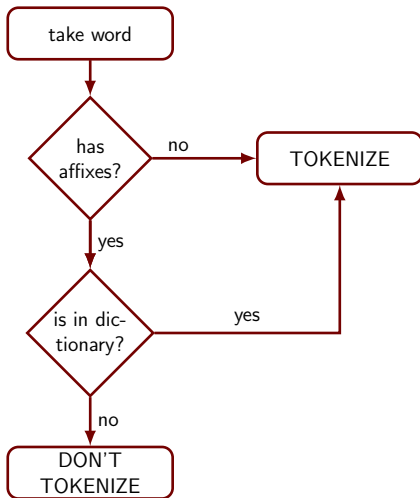 take word
has
affixes?
no
TOKENIZE
yes
is in dic-
tionary?
yes
no
DON'T
TOKENIZE